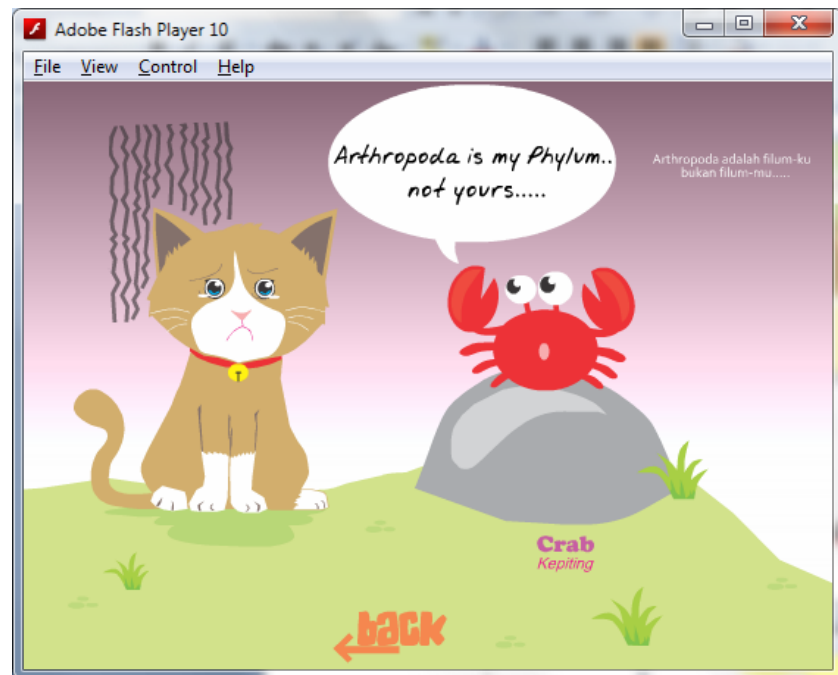 Adobe Flash Player 10
File View Control Help
Arthropoda is my Phylum..
not yours.....
Arthropoda adalah filum-ku
bukan filum-mu.....
Crab
Kepiting
back